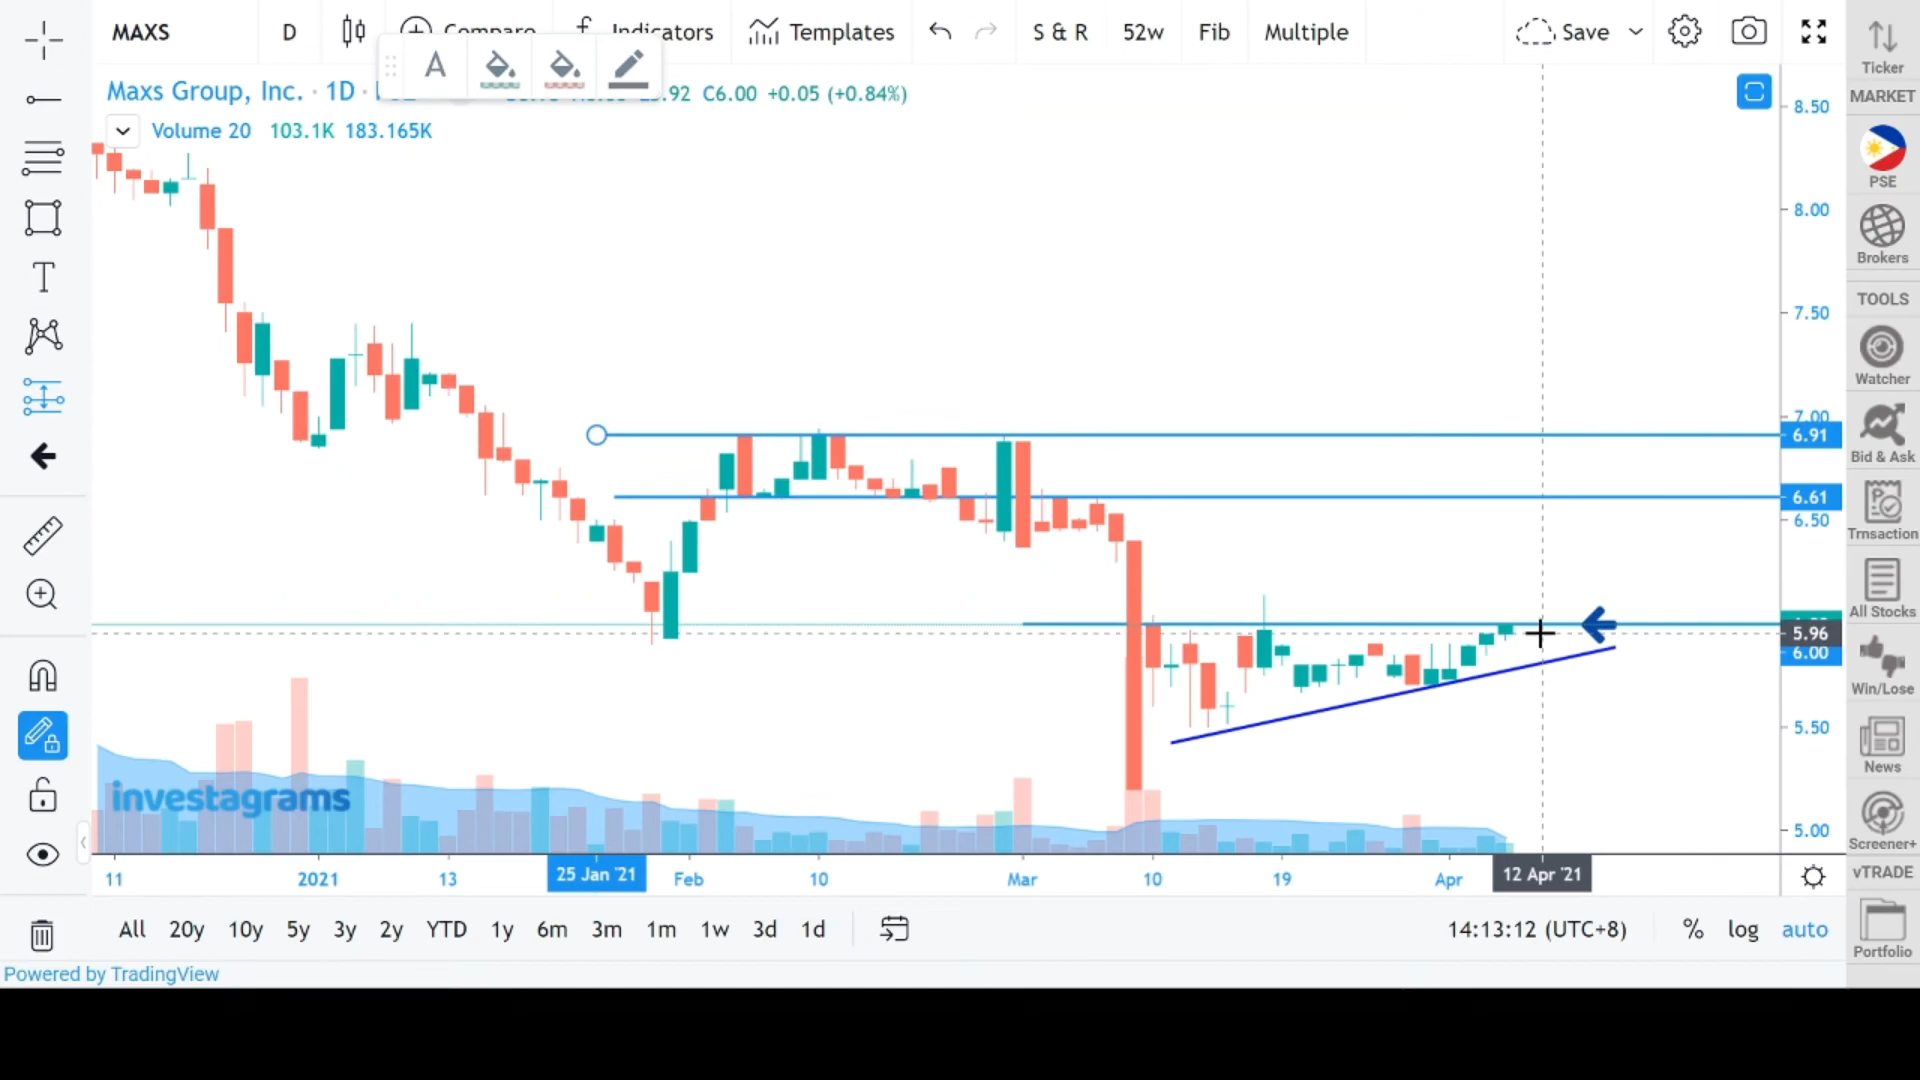 MAXS
D
Compare
Indicators
Templates
S & R
52w
Fib
Multiple
Save
A
Maxs Group, Inc. · 1D ·
C6.00 +0.05 (+0.84%)
Volume 20 103.1K 183.165K
8.50
8.00
7.50
7.00
6.91
6.61
6.50
5.96
6.00
5.50
5.00
investagrams
11
2021
13
25 Jan '21
Feb
10
Mar
10
19
Apr
12 Apr '21
All 20y 10y 5y 3y 2y YTD 1y 6m 3m 1m 1w 3d 1d
14:13:12 (UTC+8)
% log auto
Powered by TradingView
Ticker
MARKET
PSE
Brokers
TOOLS
Watcher
Bid & Ask
Trnsaction
All Stocks
Win/Lose
News
Screener+
vTRADE
Portfolio